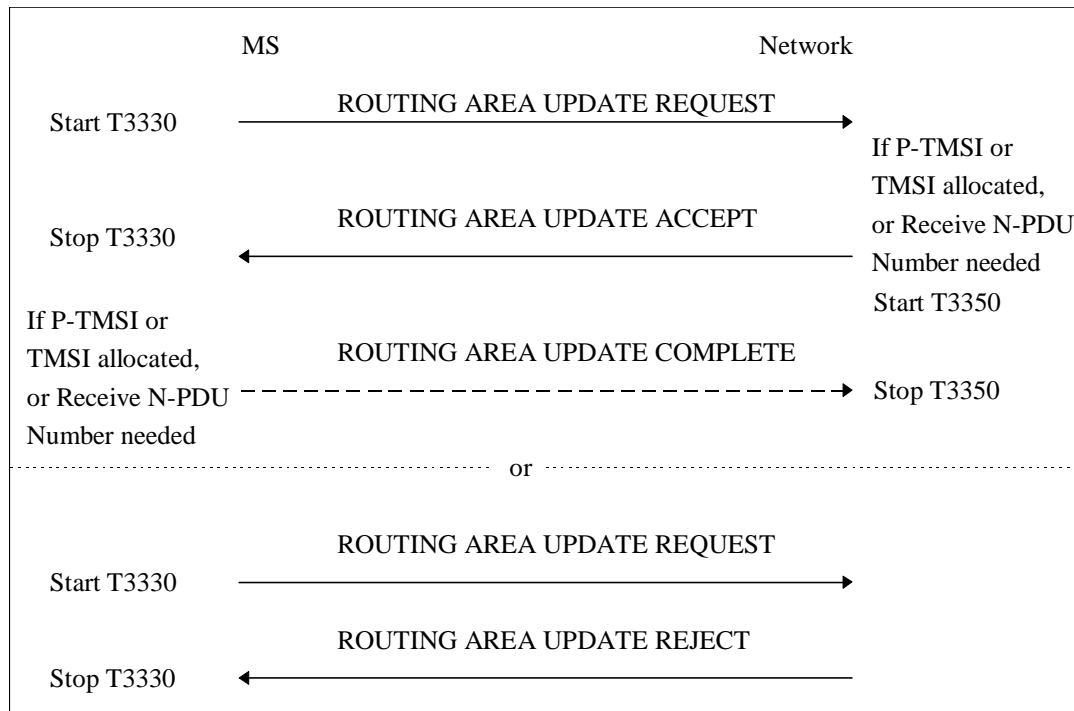 MS Network
ROUTING AREA UPDATE REQUEST
Start T3330
If P-TMSI or
TMSI allocated,
or Receive N-PDU
Number needed
Start T3350
ROUTING AREA UPDATE ACCEPT
Stop T3330
If P-TMSI or
TMSI allocated,
or Receive N-PDU
Number needed
ROUTING AREA UPDATE COMPLETE
Stop T3350
or
ROUTING AREA UPDATE REQUEST
Start T3330
ROUTING AREA UPDATE REJECT
Stop T3330